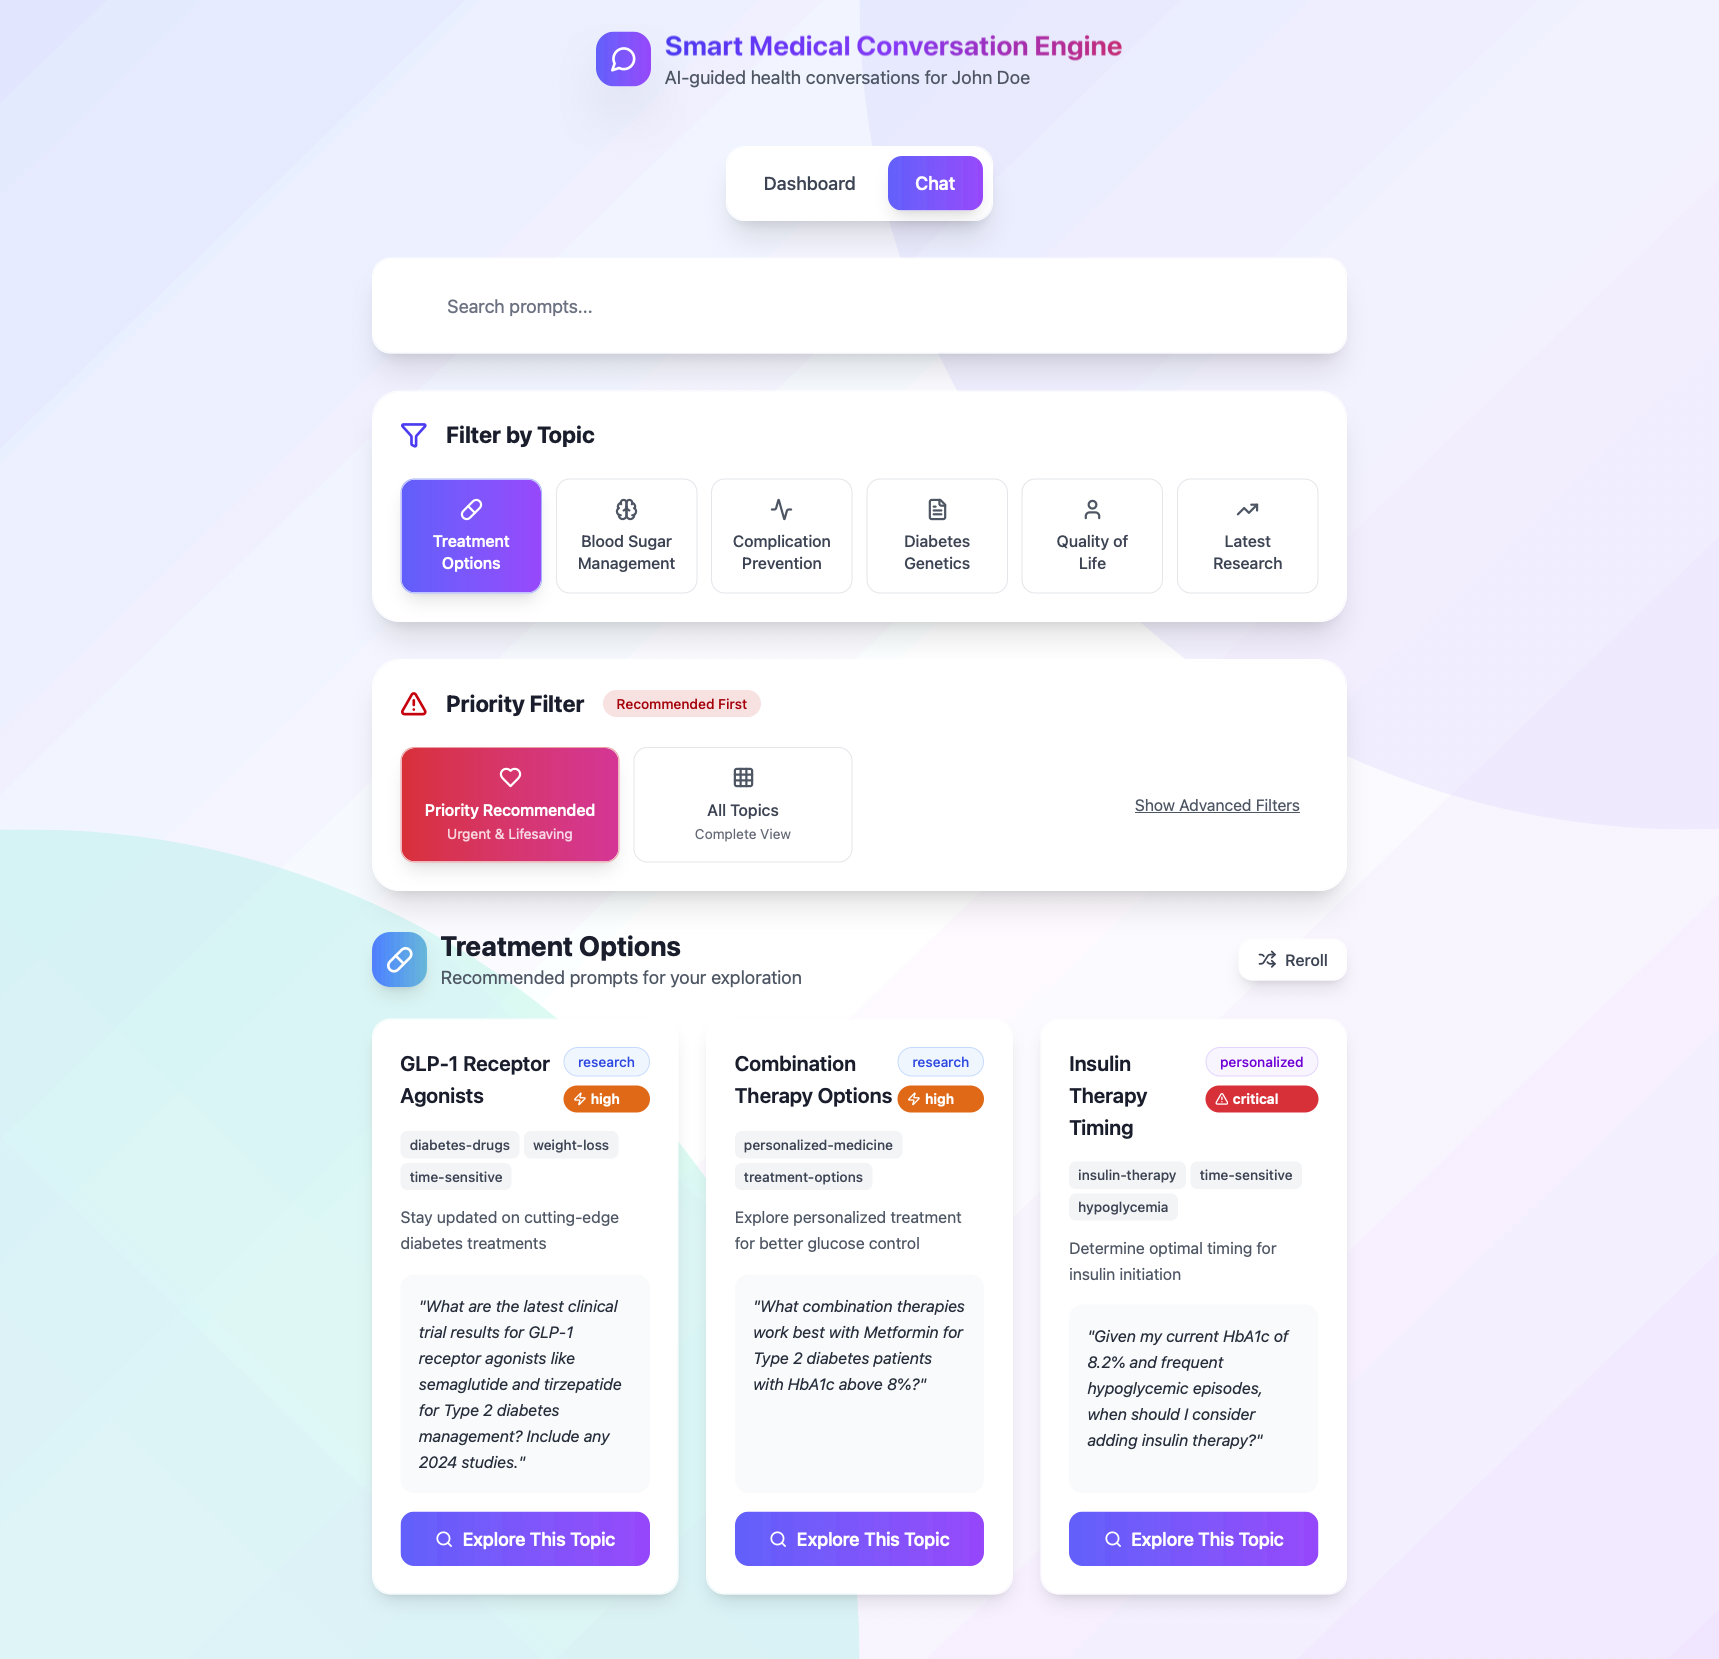 Smart Medical Conversation Engine
AI-guided health conversations for John Doe
Dashboard
Chat
Search prompts...
Filter by Topic
Treatment
Options
Blood Sugar
Management
Complication
Prevention
Diabetes
Genetics
Quality of
Life
Latest
Research
Priority Filter
Recommended First
Priority Recommended
Urgent & Lifesaving
All Topics
Complete View
Show Advanced Filters
Treatment Options
Recommended prompts for your exploration
Reroll
GLP-1 Receptor
Agonists
research
high
diabetes-drugs
weight-loss
time-sensitive
Stay updated on cutting-edge
diabetes treatments
"What are the latest clinical
trial results for GLP-1
receptor agonists like
semaglutide and tirzepatide
for Type 2 diabetes
management? Include any
2024 studies."
Explore This Topic
Combination
Therapy Options
research
high
personalized-medicine
treatment-options
Explore personalized treatment
for better glucose control
"What combination therapies
work best with Metformin for
Type 2 diabetes patients
with HbA1c above 8%?"
Explore This Topic
Insulin
Therapy
Timing
personalized
critical
insulin-therapy
time-sensitive
hypoglycemia
Determine optimal timing for
insulin initiation
"Given my current HbA1c of
8.2% and frequent
hypoglycemic episodes,
when should I consider
adding insulin therapy?"
Explore This Topic